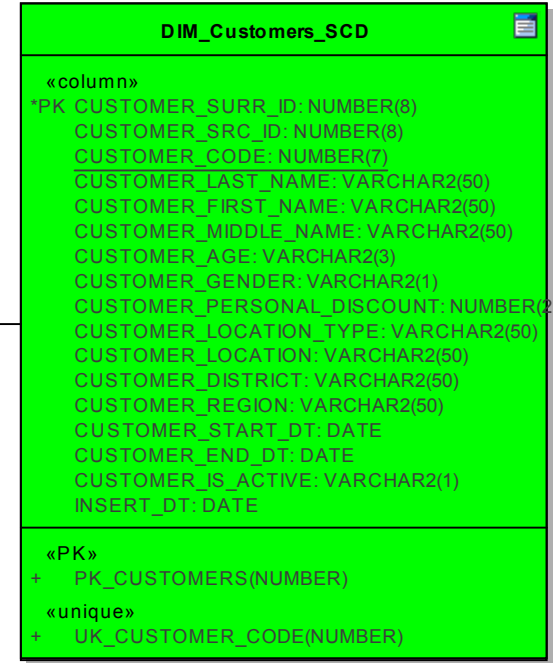 DIM_Customers_SCD
«column»
*PK CUSTOMER_SURR_ID: NUMBER(8)
CUSTOMER_SRC_ID: NUMBER(8)
CUSTOMER_CODE: NUMBER(7)
CUSTOMER_LAST_NAME: VARCHAR2(50)
CUSTOMER_FIRST_NAME: VARCHAR2(50)
CUSTOMER_MIDDLE_NAME: VARCHAR2(50)
CUSTOMER_AGE: VARCHAR2(3)
CUSTOMER_GENDER: VARCHAR2(1)
CUSTOMER_PERSONAL_DISCOUNT: NUMBER(2
CUSTOMER_LOCATION_TYPE: VARCHAR2(50)
CUSTOMER_LOCATION: VARCHAR2(50)
CUSTOMER_DISTRICT: VARCHAR2(50)
CUSTOMER_REGION: VARCHAR2(50)
CUSTOMER_START_DT: DATE
CUSTOMER_END_DT: DATE
CUSTOMER_IS_ACTIVE: VARCHAR2(1)
INSERT_DT: DATE
«PK»
+ PK_CUSTOMERS(NUMBER)
«unique»
+ UK_CUSTOMER_CODE(NUMBER)